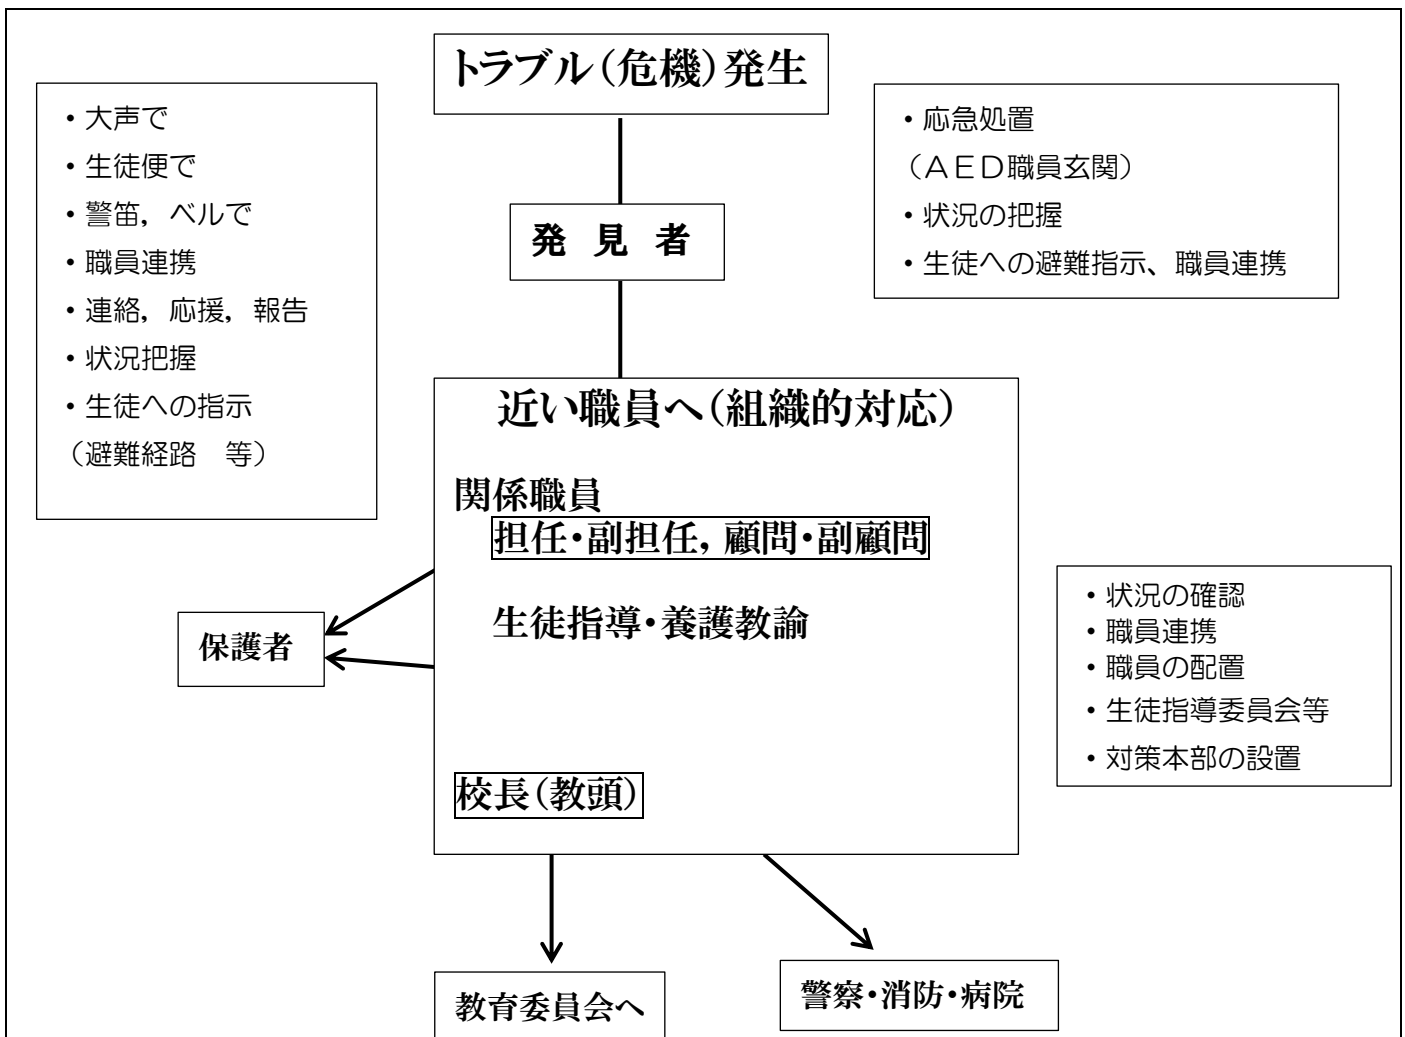 トラブル（危機）発生
・大声で
・生徒便で
・警笛，ベルで
・職員連携
・連絡，応援，報告
・状況把握
・生徒への指示
（避難経路　等）
・応急処置
（ＡＥＤ職員玄関）
・状況の把握
・生徒への避難指示、職員連携
発　見　者
近い職員へ（組織的対応）
関係職員
担任・副担任，顧問・副顧問
生徒指導・養護教諭
校長（教頭）
保護者
・状況の確認
・職員連携
・職員の配置
・生徒指導委員会等
・対策本部の設置
教育委員会へ
警察・消防・病院